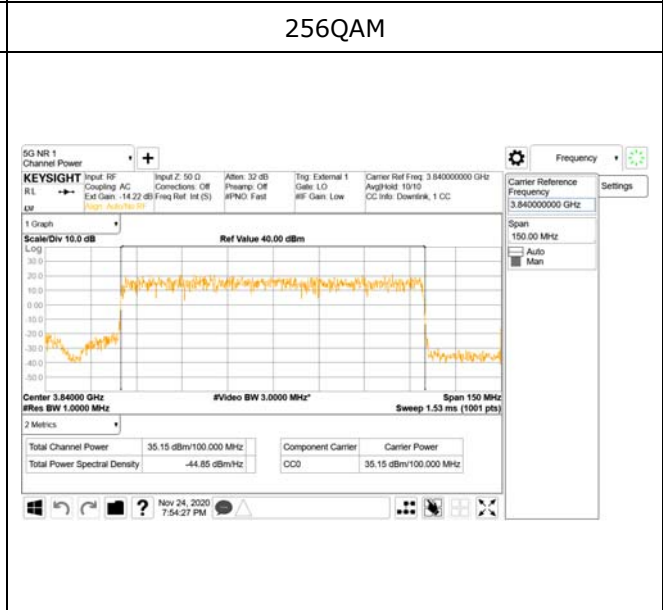 256QAM
5G NR 1
Channel Power
Frequency
KEYSIGHT
RL
Input: RF
Coupling: AC
Ext Gain: -14.22 dB
Align: Auto/No RF
Input Z: 50 Ω
Corrections: Off
Freq Ref: Int (S)
Atten: 32 dB
Preamp: Off
#PNO: Fast
Trig: External 1
Gate: LO
#IF Gain: Low
Carrier Ref Freq: 3.840000000 GHz
Avg|Hold: 10/10
CC Info: Downlink, 1 CC
Carrier Reference
Frequency
3.840000000 GHz
Settings
Span
150.00 MHz
Auto
Man
1 Graph
Scale/Div 10.0 dB
Ref Value 40.00 dBm
Log
30.0
20.0
10.0
0.00
-10.0
-20.0
-30.0
-40.0
-50.0
Center 3.84000 GHz
#Video BW 3.0000 MHz*
Span 150 MHz
#Res BW 1.0000 MHz
Sweep 1.53 ms (1001 pts)
2 Metrics
Total Channel Power 35.15 dBm/100.000 MHz
Total Power Spectral Density -44.85 dBm/Hz
Component Carrier Carrier Power
CC0 35.15 dBm/100.000 MHz
Nov 24, 2020
7:54:27 PM